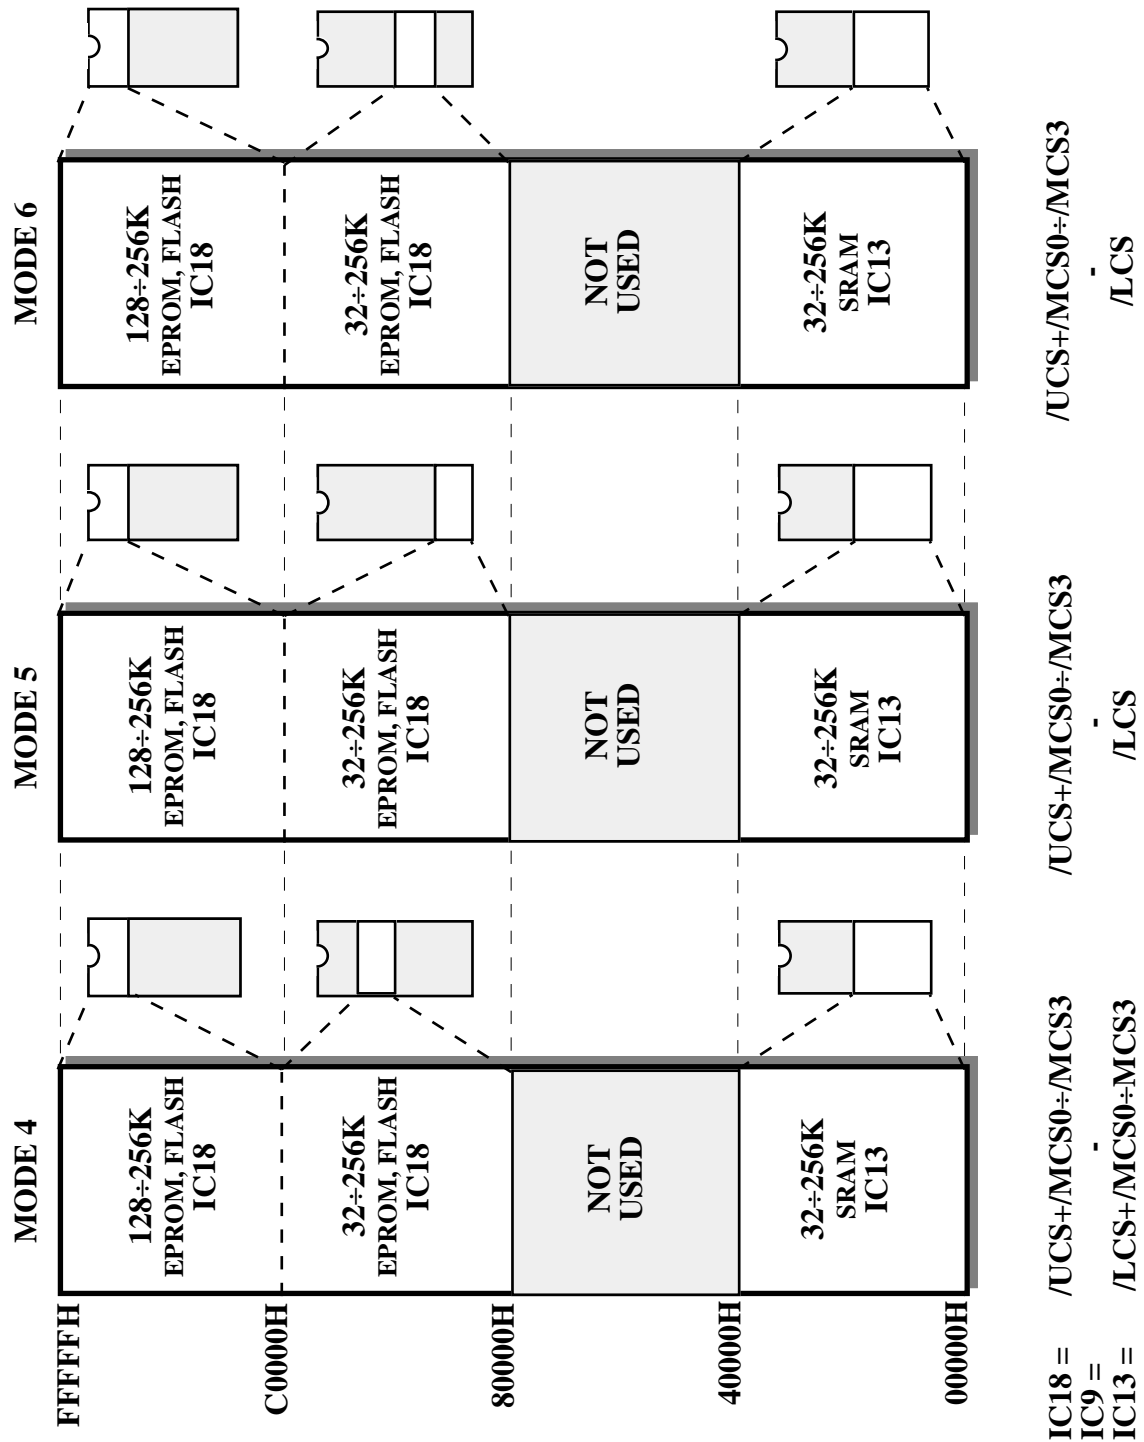 MODE 4
MODE 5
MODE 6
FFFFFH
128÷256K
EPROM, FLASH
IC18
128÷256K
EPROM, FLASH
IC18
128÷256K
EPROM, FLASH
IC18
C0000H
32÷256K
EPROM, FLASH
IC18
32÷256K
EPROM, FLASH
IC18
32÷256K
EPROM, FLASH
IC18
80000H
NOT
USED
NOT
USED
NOT
USED
40000H
32÷256K
SRAM
IC13
32÷256K
SRAM
IC13
32÷256K
SRAM
IC13
00000H
IC18 = /UCS+/MCS0÷/MCS3 /UCS+/MCS0÷/MCS3 /UCS+/MCS0÷/MCS3
IC9 = - - -
IC13 = /LCS+/MCS0÷MCS3 /LCS /LCS